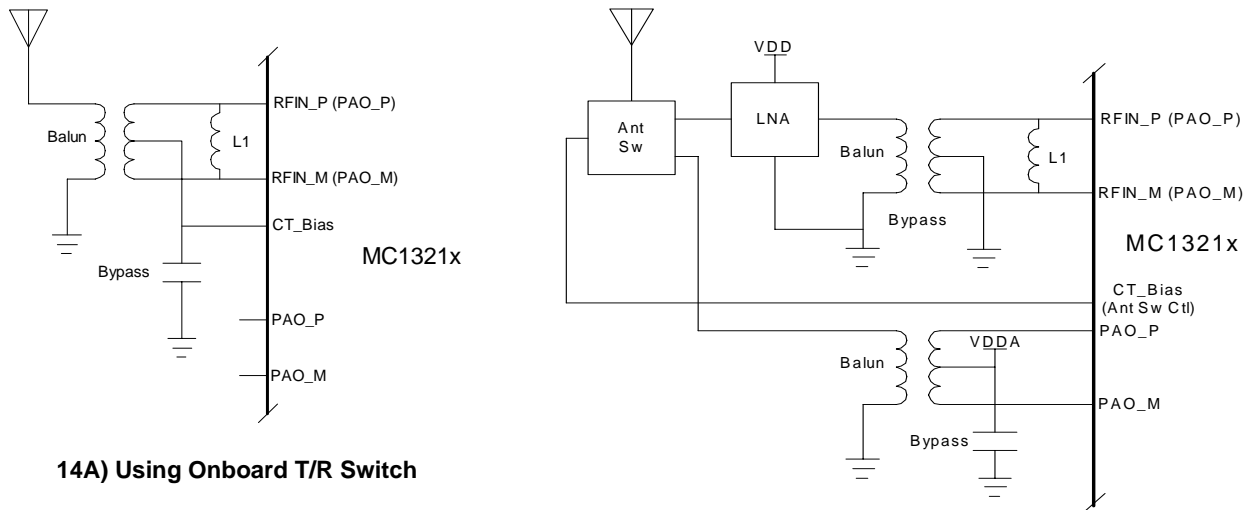 RFIN_P (PAO_P)
Balun
L1
RFIN_M (PAO_M)
CT_Bias
MC1321x
Bypass
PAO_P
PAO_M
14A) Using Onboard T/R Switch
VDD
Ant
Sw
LNA
RFIN_P (PAO_P)
Balun
L1
RFIN_M (PAO_M)
Bypass
MC1321x
CT_Bias
(Ant Sw Ctl)
PAO_P
VDDA
Balun
PAO_M
Bypass